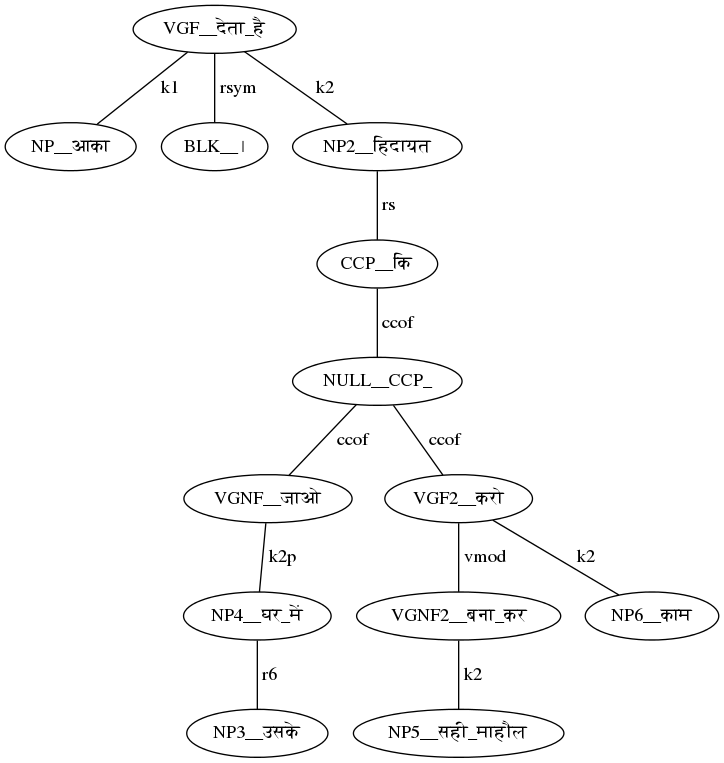 VGF__देता_है
k1 rsym k2
NP__आका BLK__। NP2__हिदायत
rs
CCP__कि
ccof
NULL__CCP_
ccof ccof
VGNF__जाओ VGF2__करो
k2p vmod k2
NP4__घर_में VGNF2__बना_कर NP6__काम
r6 k2
NP3__उसके NP5__सही_माहौल